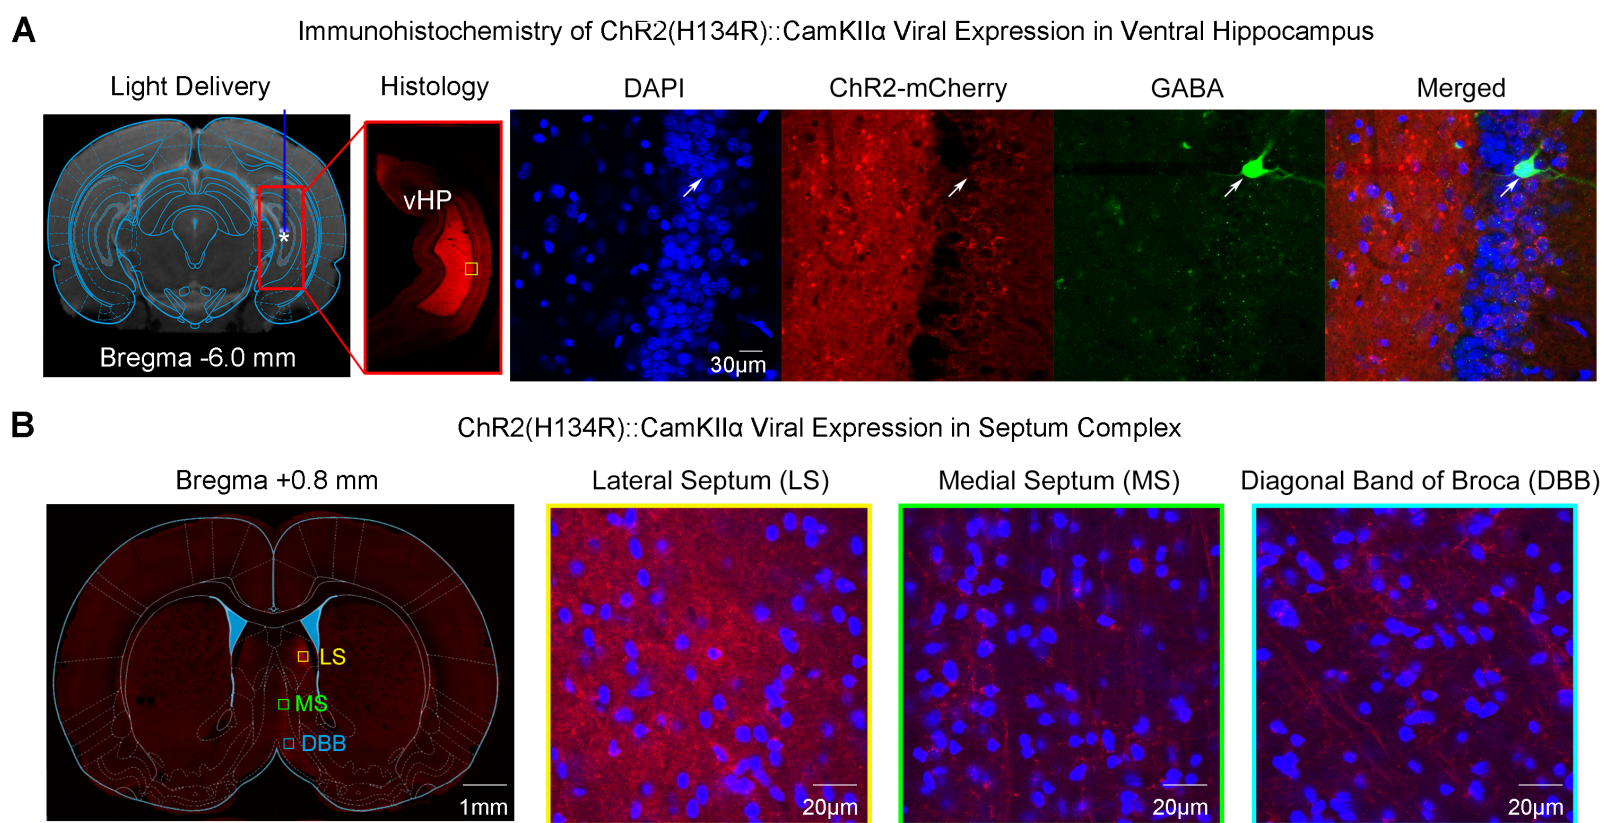 A
Immunohistochemistry of ChR2(H134R)::CamKIIα Viral Expression in Ventral Hippocampus
Light Delivery
Histology
DAPI
ChR2-mCherry
GABA
Merged
*
vHP
Bregma -6.0 mm
30µm
B
ChR2(H134R)::CamKIIα Viral Expression in Septum Complex
Bregma +0.8 mm
Lateral Septum (LS)
Medial Septum (MS)
Diagonal Band of Broca (DBB)
LS
MS
DBB
1mm
20µm
20µm
20µm